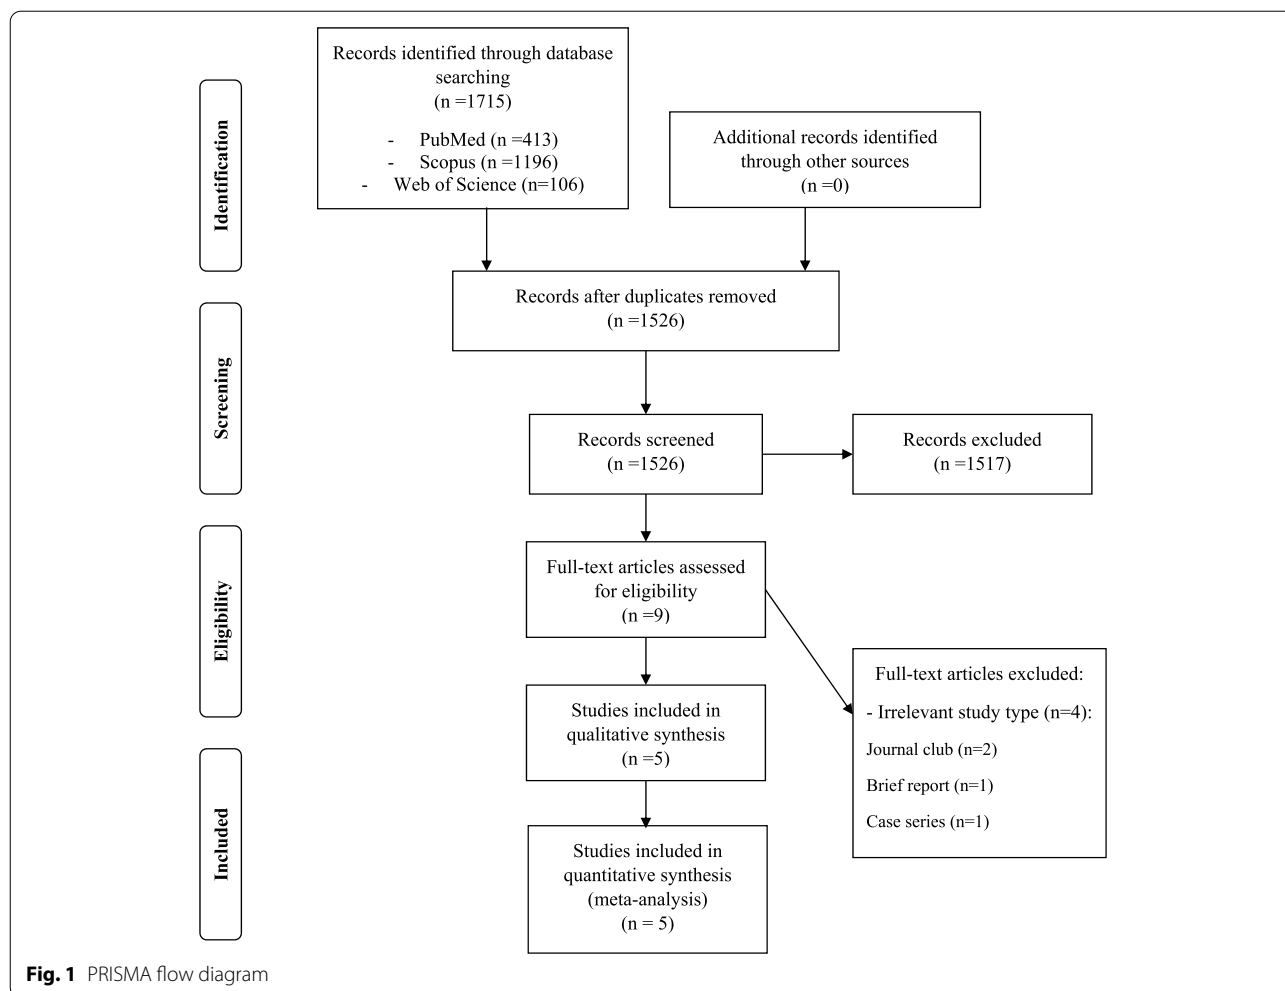 Identification
Records identified through database
searching
(n =1715)
- PubMed (n =413)
- Scopus (n =1196)
- Web of Science (n=106)
Additional records identified
through other sources
(n =0)
Records after duplicates removed
(n =1526)
Screening
Records screened
(n =1526)
Records excluded
(n =1517)
Eligibility
Full-text articles assessed
for eligibility
(n =9)
Full-text articles excluded:
- Irrelevant study type (n=4):
Journal club (n=2)
Brief report (n=1)
Case series (n=1)
Studies included in
qualitative synthesis
(n =5)
Included
Studies included in
quantitative synthesis
(meta-analysis)
(n = 5)
Fig. 1 PRISMA flow diagram